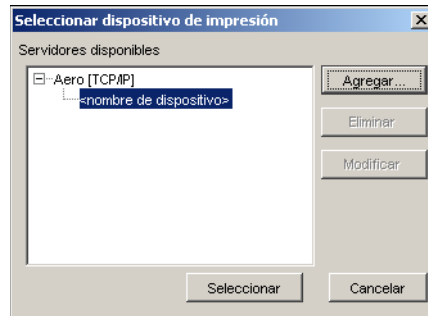 Seleccionar dispositivo de impresión
Servidores disponibles
Aero [TCP/IP]
<nombre de dispositivo>
Agregar...
Eliminar
Modificar
Seleccionar
Cancelar